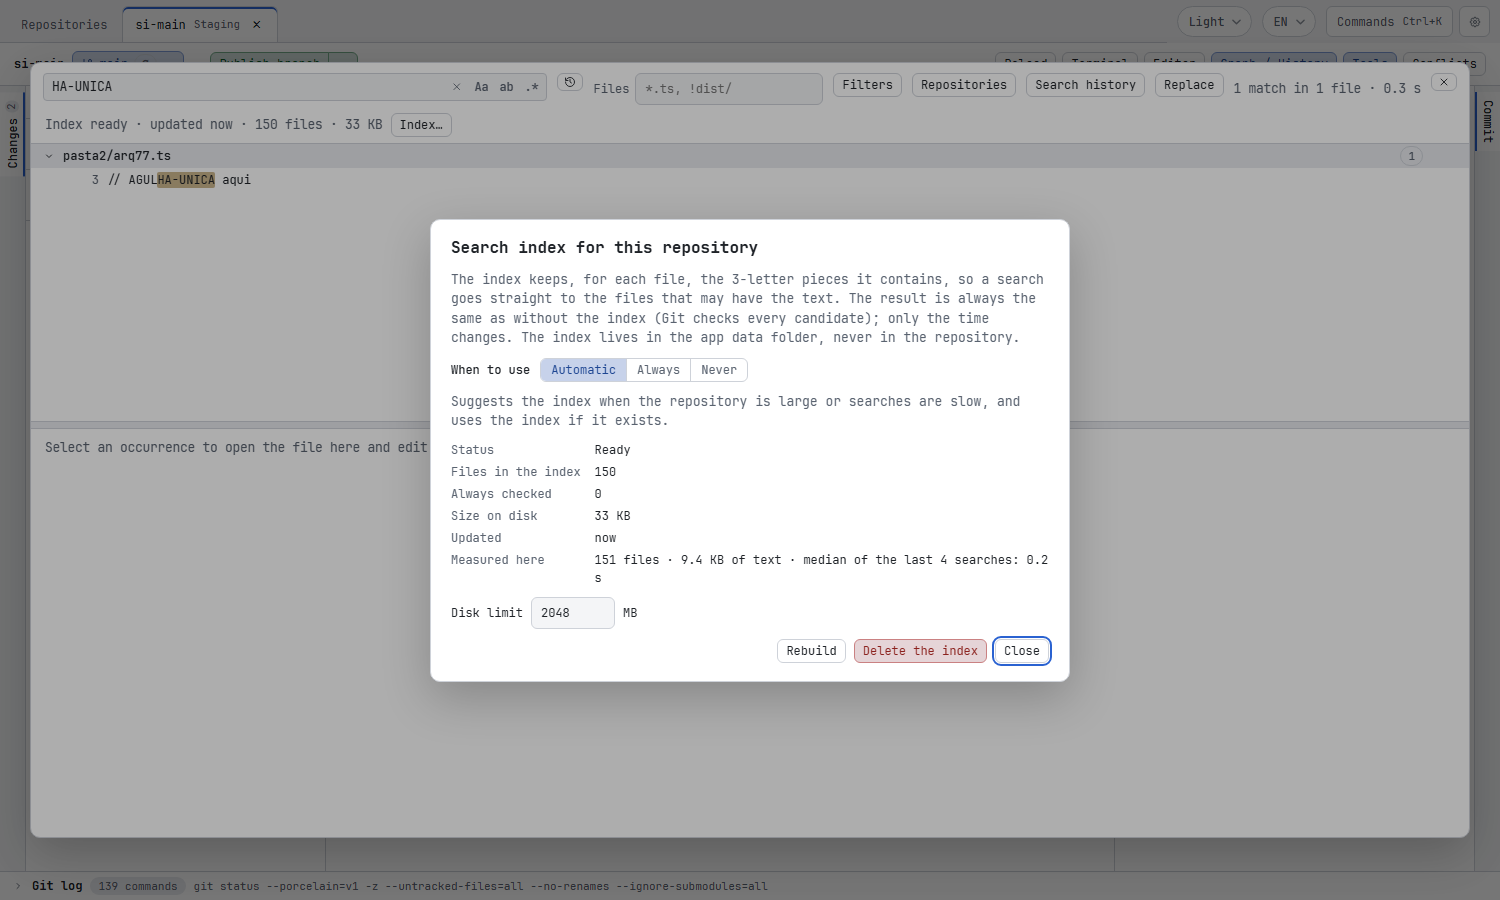 Repositories
si-main Staging ×
Light
EN
Commands Ctrl+K
si-main
HA-UNICA
Aa ab .*
Files *.ts, !dist/
Filters
Repositories
Search history
Replace
1 match in 1 file · 0.3 s
Index ready · updated now · 150 files · 33 KB
Index…
Changes 2
Commit
pasta2/arq77.ts
1
3 // AGULHA-UNICA aqui
Select an occurrence to open the file here and edit
Search index for this repository
The index keeps, for each file, the 3-letter pieces it contains, so a search
goes straight to the files that may have the text. The result is always the
same as without the index (Git checks every candidate); only the time
changes. The index lives in the app data folder, never in the repository.
When to use Automatic Always Never
Suggests the index when the repository is large or searches are slow, and
uses the index if it exists.
Status Ready
Files in the index 150
Always checked 0
Size on disk 33 KB
Updated now
Measured here 151 files · 9.4 KB of text · median of the last 4 searches: 0.2
s
Disk limit 2048 MB
Rebuild Delete the index Close
Git log 139 commands git status --porcelain=v1 -z --untracked-files=all --no-renames --ignore-submodules=all